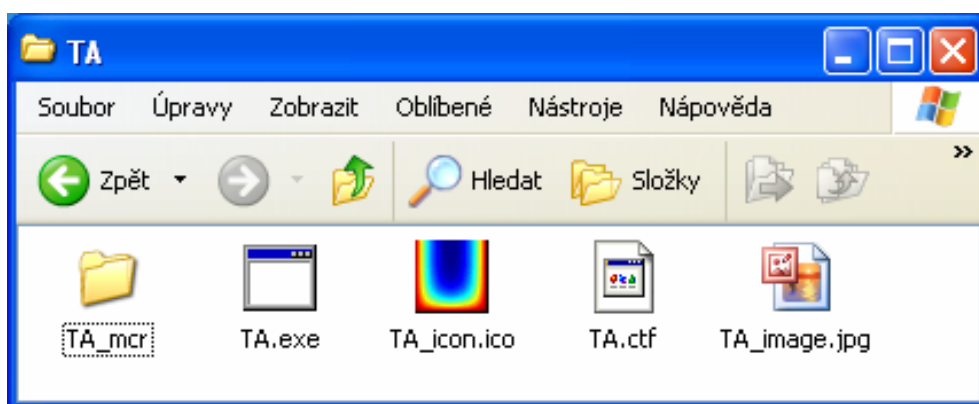 TA
Soubor Úpravy Zobrazit Oblíbené Nástroje Nápověda
Zpět Hledat Složky »
TA_mcr TA.exe TA_icon.ico TA.ctf TA_image.jpg